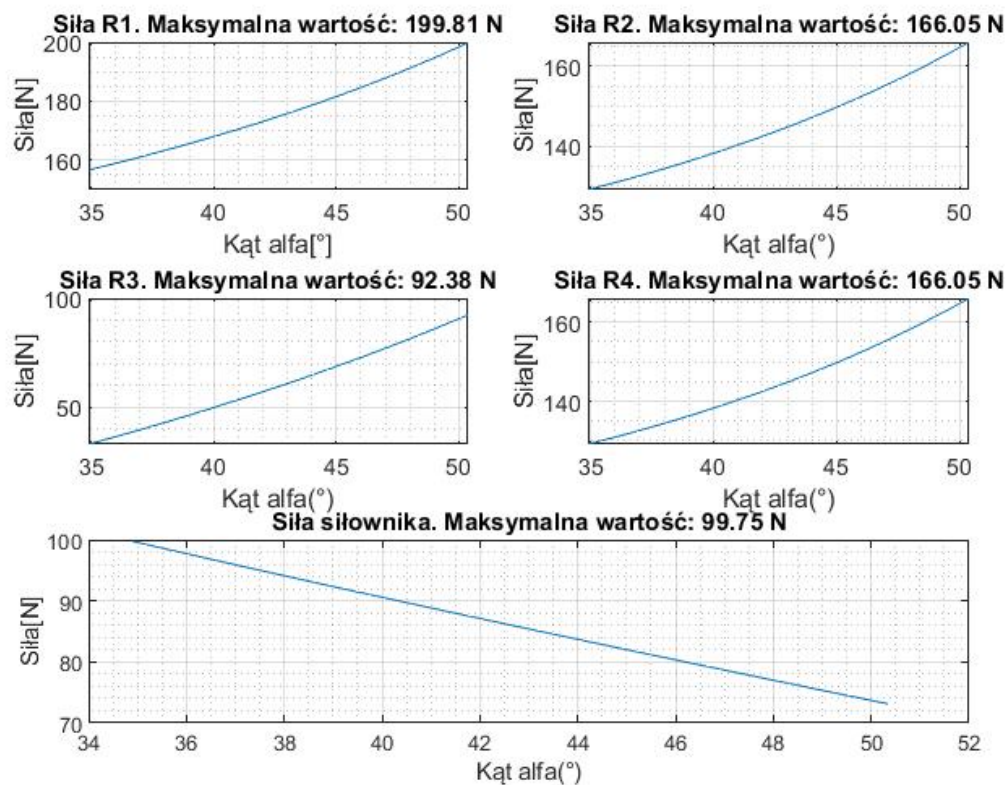 Siła R1. Maksymalna wartość: 199.81 N
200
180
160
Siła[N]
35 40 45 50
Kąt alfa[°]
Siła R2. Maksymalna wartość: 166.05 N
160
140
Siła[N]
35 40 45 50
Kąt alfa(°)
Siła R3. Maksymalna wartość: 92.38 N
100
50
Siła[N]
35 40 45 50
Kąt alfa(°)
Siła R4. Maksymalna wartość: 166.05 N
160
140
Siła[N]
35 40 45 50
Kąt alfa(°)
Siła siłownika. Maksymalna wartość: 99.75 N
100
90
80
70
Siła[N]
34 36 38 40 42 44 46 48 50 52
Kąt alfa(°)